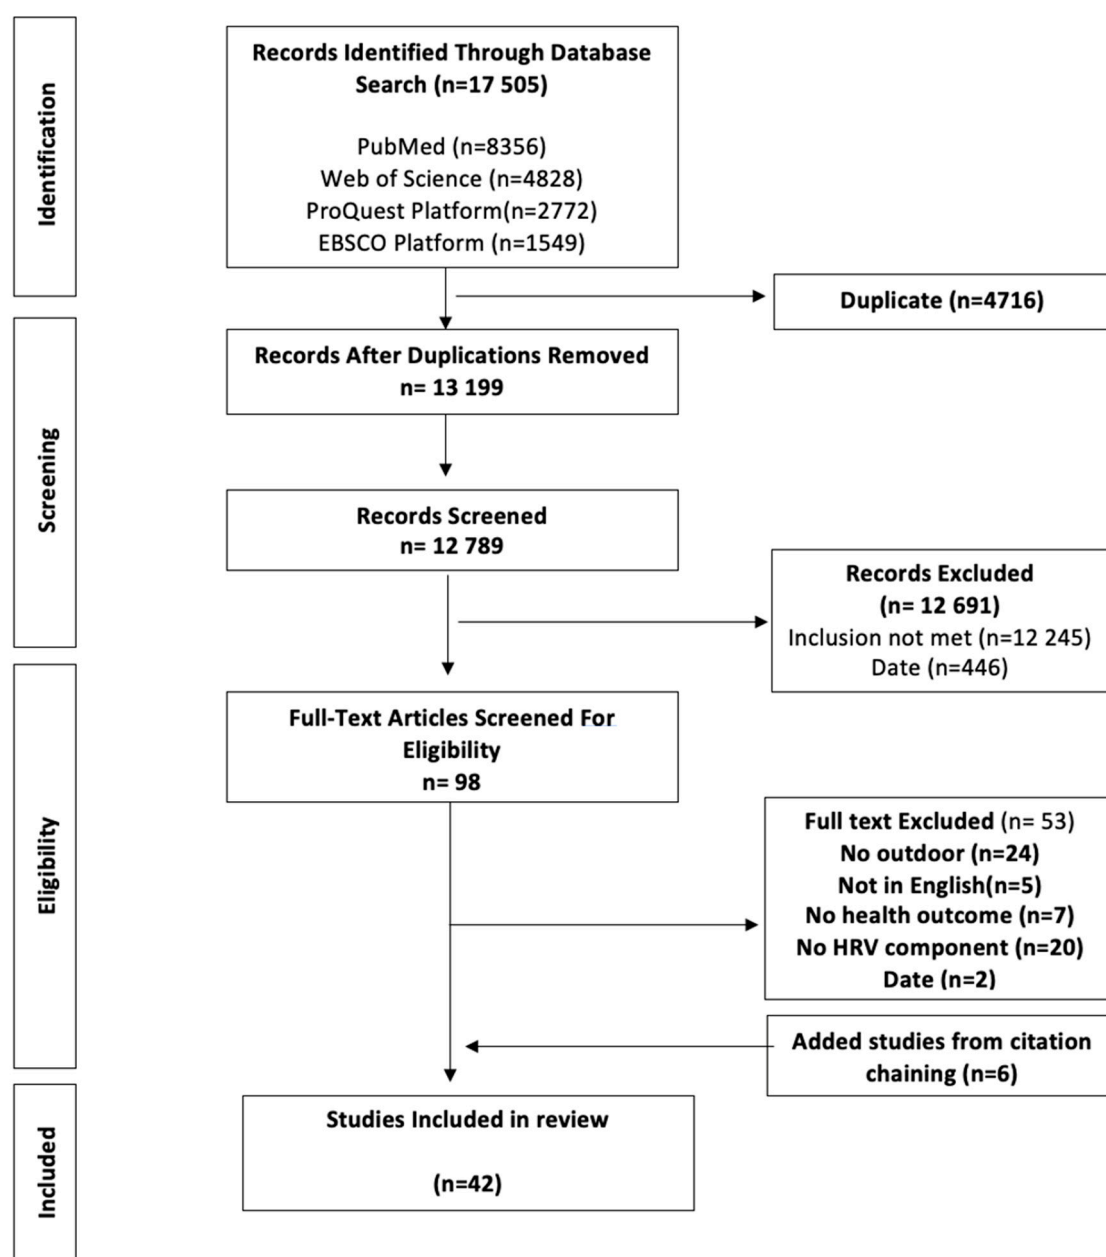 Identification
Records Identified Through Database
Search (n=17 505)
PubMed (n=8356)
Web of Science (n=4828)
ProQuest Platform(n=2772)
EBSCO Platform (n=1549)
Duplicate (n=4716)
Screening
Records After Duplications Removed
n= 13 199
Records Screened
n= 12 789
Records Excluded
(n= 12 691)
Inclusion not met (n=12 245)
Date (n=446)
Eligibility
Full-Text Articles Screened For
Eligibility
n= 98
Full text Excluded (n= 53)
No outdoor (n=24)
Not in English(n=5)
No health outcome (n=7)
No HRV component (n=20)
Date (n=2)
Added studies from citation
chaining (n=6)
Included
Studies Included in review
(n=42)